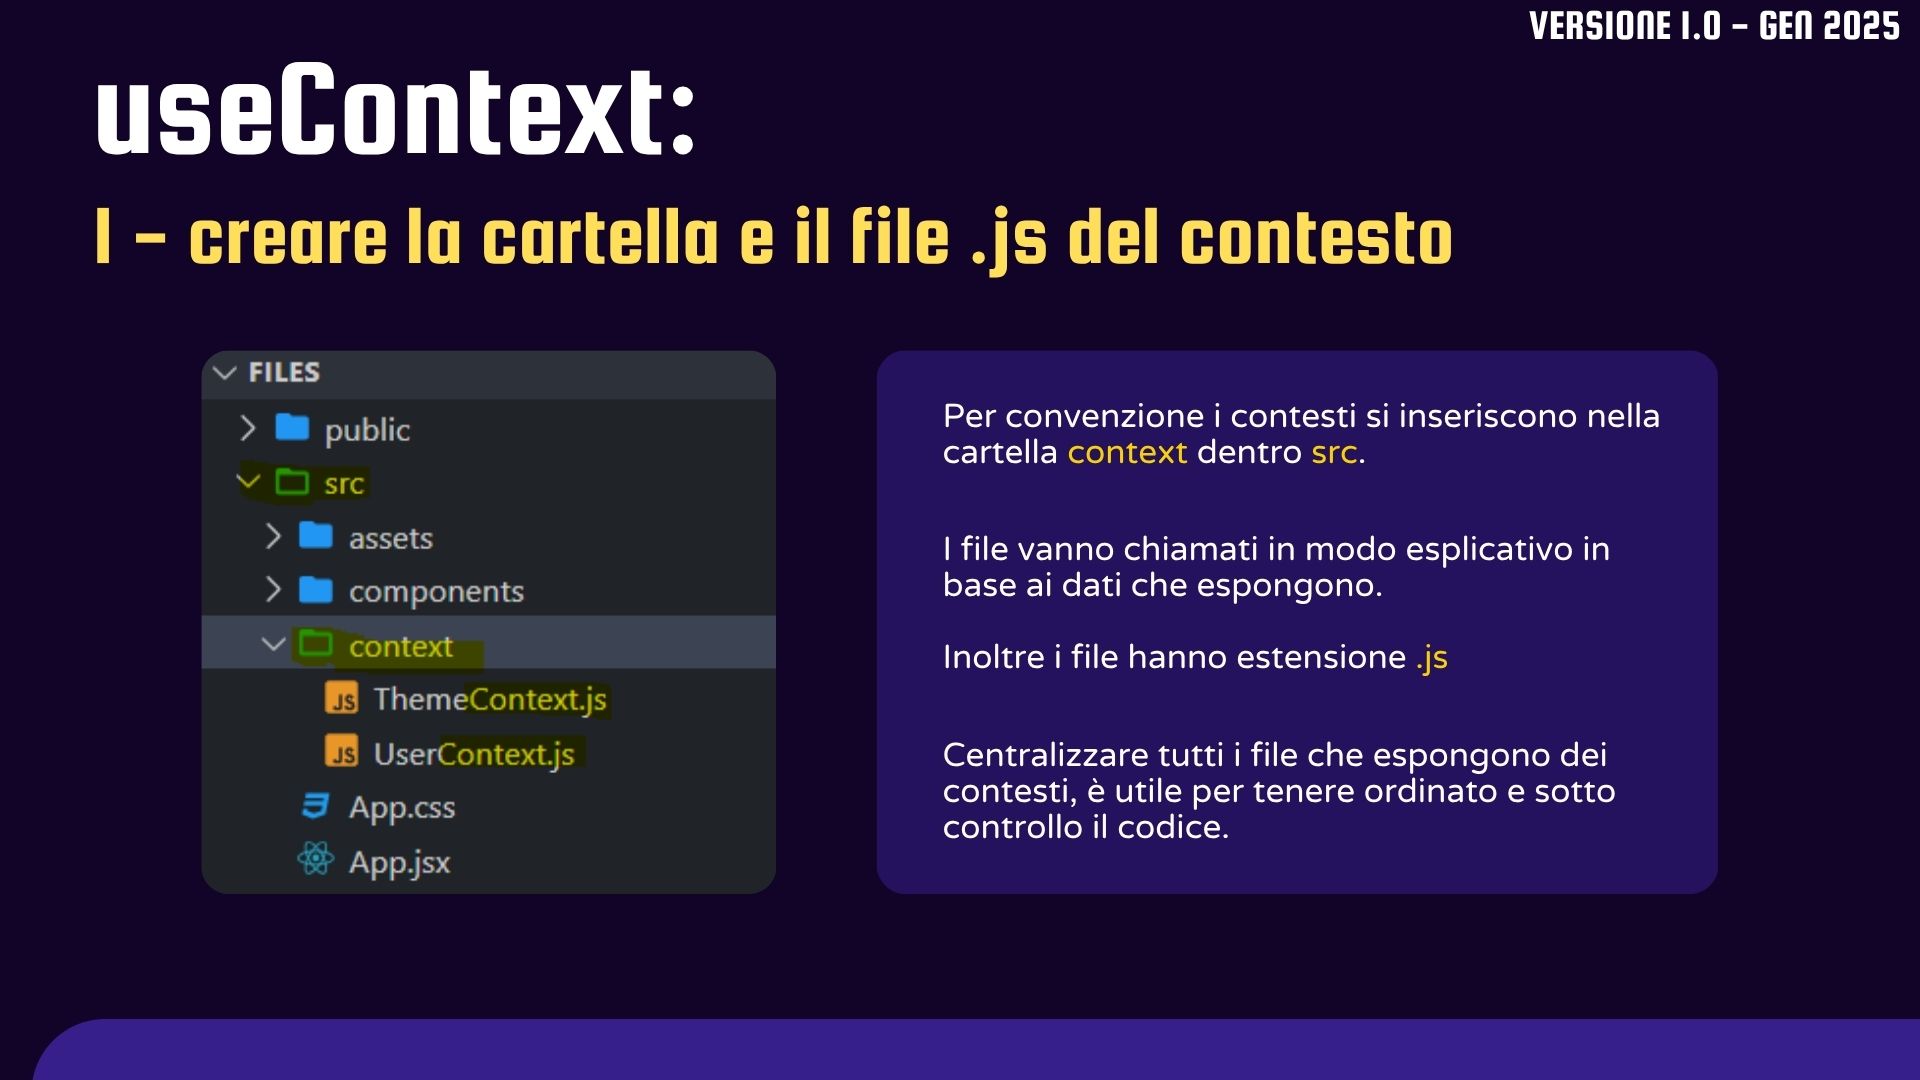 VERSIONE 1.0 - GEN 2025
useContext:
1 - creare la cartella e il file .js del contesto
FILES
public
src
assets
components
context
ThemeContext.js
UserContext.js
App.css
App.jsx
Per convenzione i contesti si inseriscono nella
cartella context dentro src.
I file vanno chiamati in modo esplicativo in
base ai dati che espongono.
Inoltre i file hanno estensione .js
Centralizzare tutti i file che espongono dei
contesti, è utile per tenere ordinato e sotto
controllo il codice.